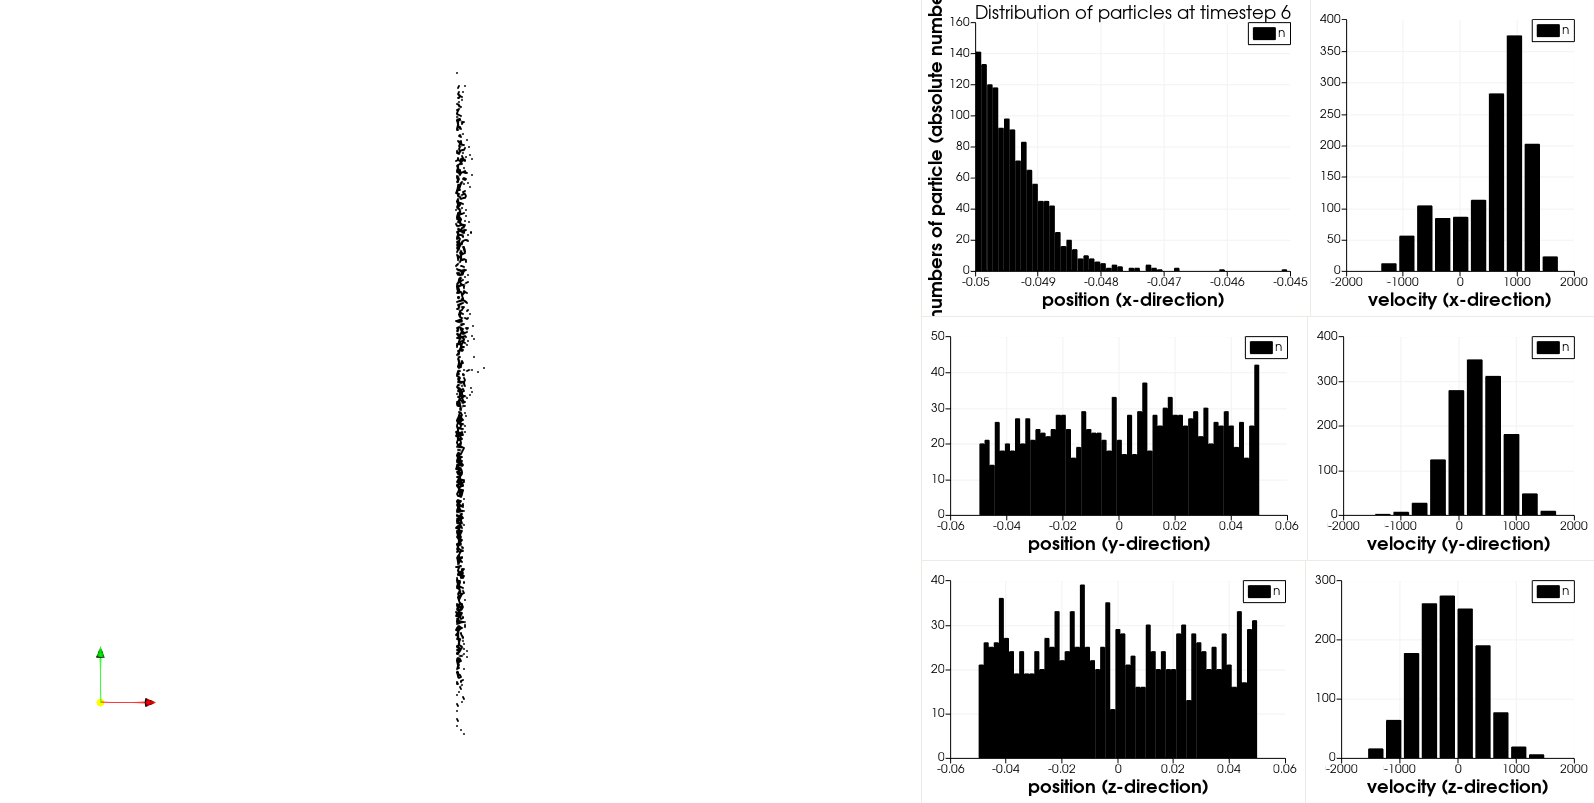 Distribution of particles at timestep 6
numbers of particle (absolute numbe
160
140
120
100
80
60
40
20
0
-0.05 -0.049 -0.048 -0.047 -0.046 -0.045
position (x-direction)
n
400
350
300
250
200
150
100
50
0
-2000 -1000 0 1000 2000
velocity (x-direction)
n
50
40
30
20
10
0
-0.06 -0.04 -0.02 0 0.02 0.04 0.06
position (y-direction)
n
400
300
200
100
0
-2000 -1000 0 1000 2000
velocity (y-direction)
n
40
30
20
10
0
-0.06 -0.04 -0.02 0 0.02 0.04 0.06
position (z-direction)
n
300
200
100
0
-2000 -1000 0 1000 2000
velocity (z-direction)
n